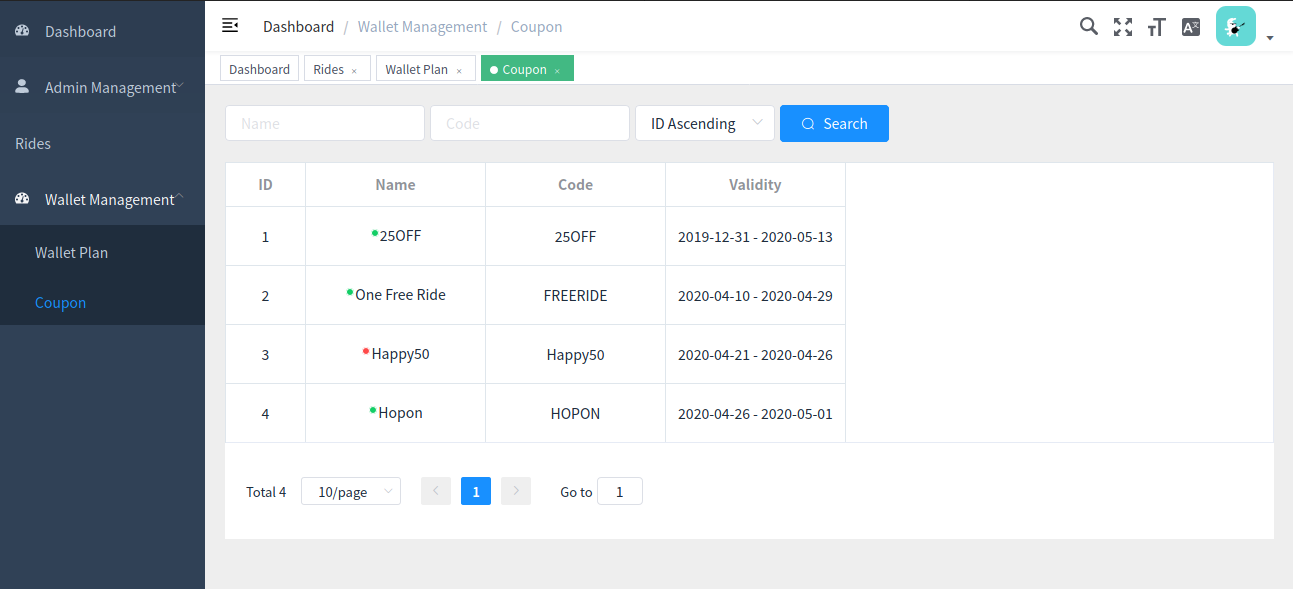 Dashboard
Admin Management
Rides
Wallet Management
Wallet Plan
Coupon
Dashboard / Wallet Management / Coupon
Dashboard Rides × Wallet Plan × Coupon ×
Name Code ID Ascending Search
ID Name Code Validity
1 25OFF 25OFF 2019-12-31 - 2020-05-13
2 One Free Ride FREERIDE 2020-04-10 - 2020-04-29
3 Happy50 Happy50 2020-04-21 - 2020-04-26
4 Hopon HOPON 2020-04-26 - 2020-05-01
Total 4 10/page 1 Go to 1